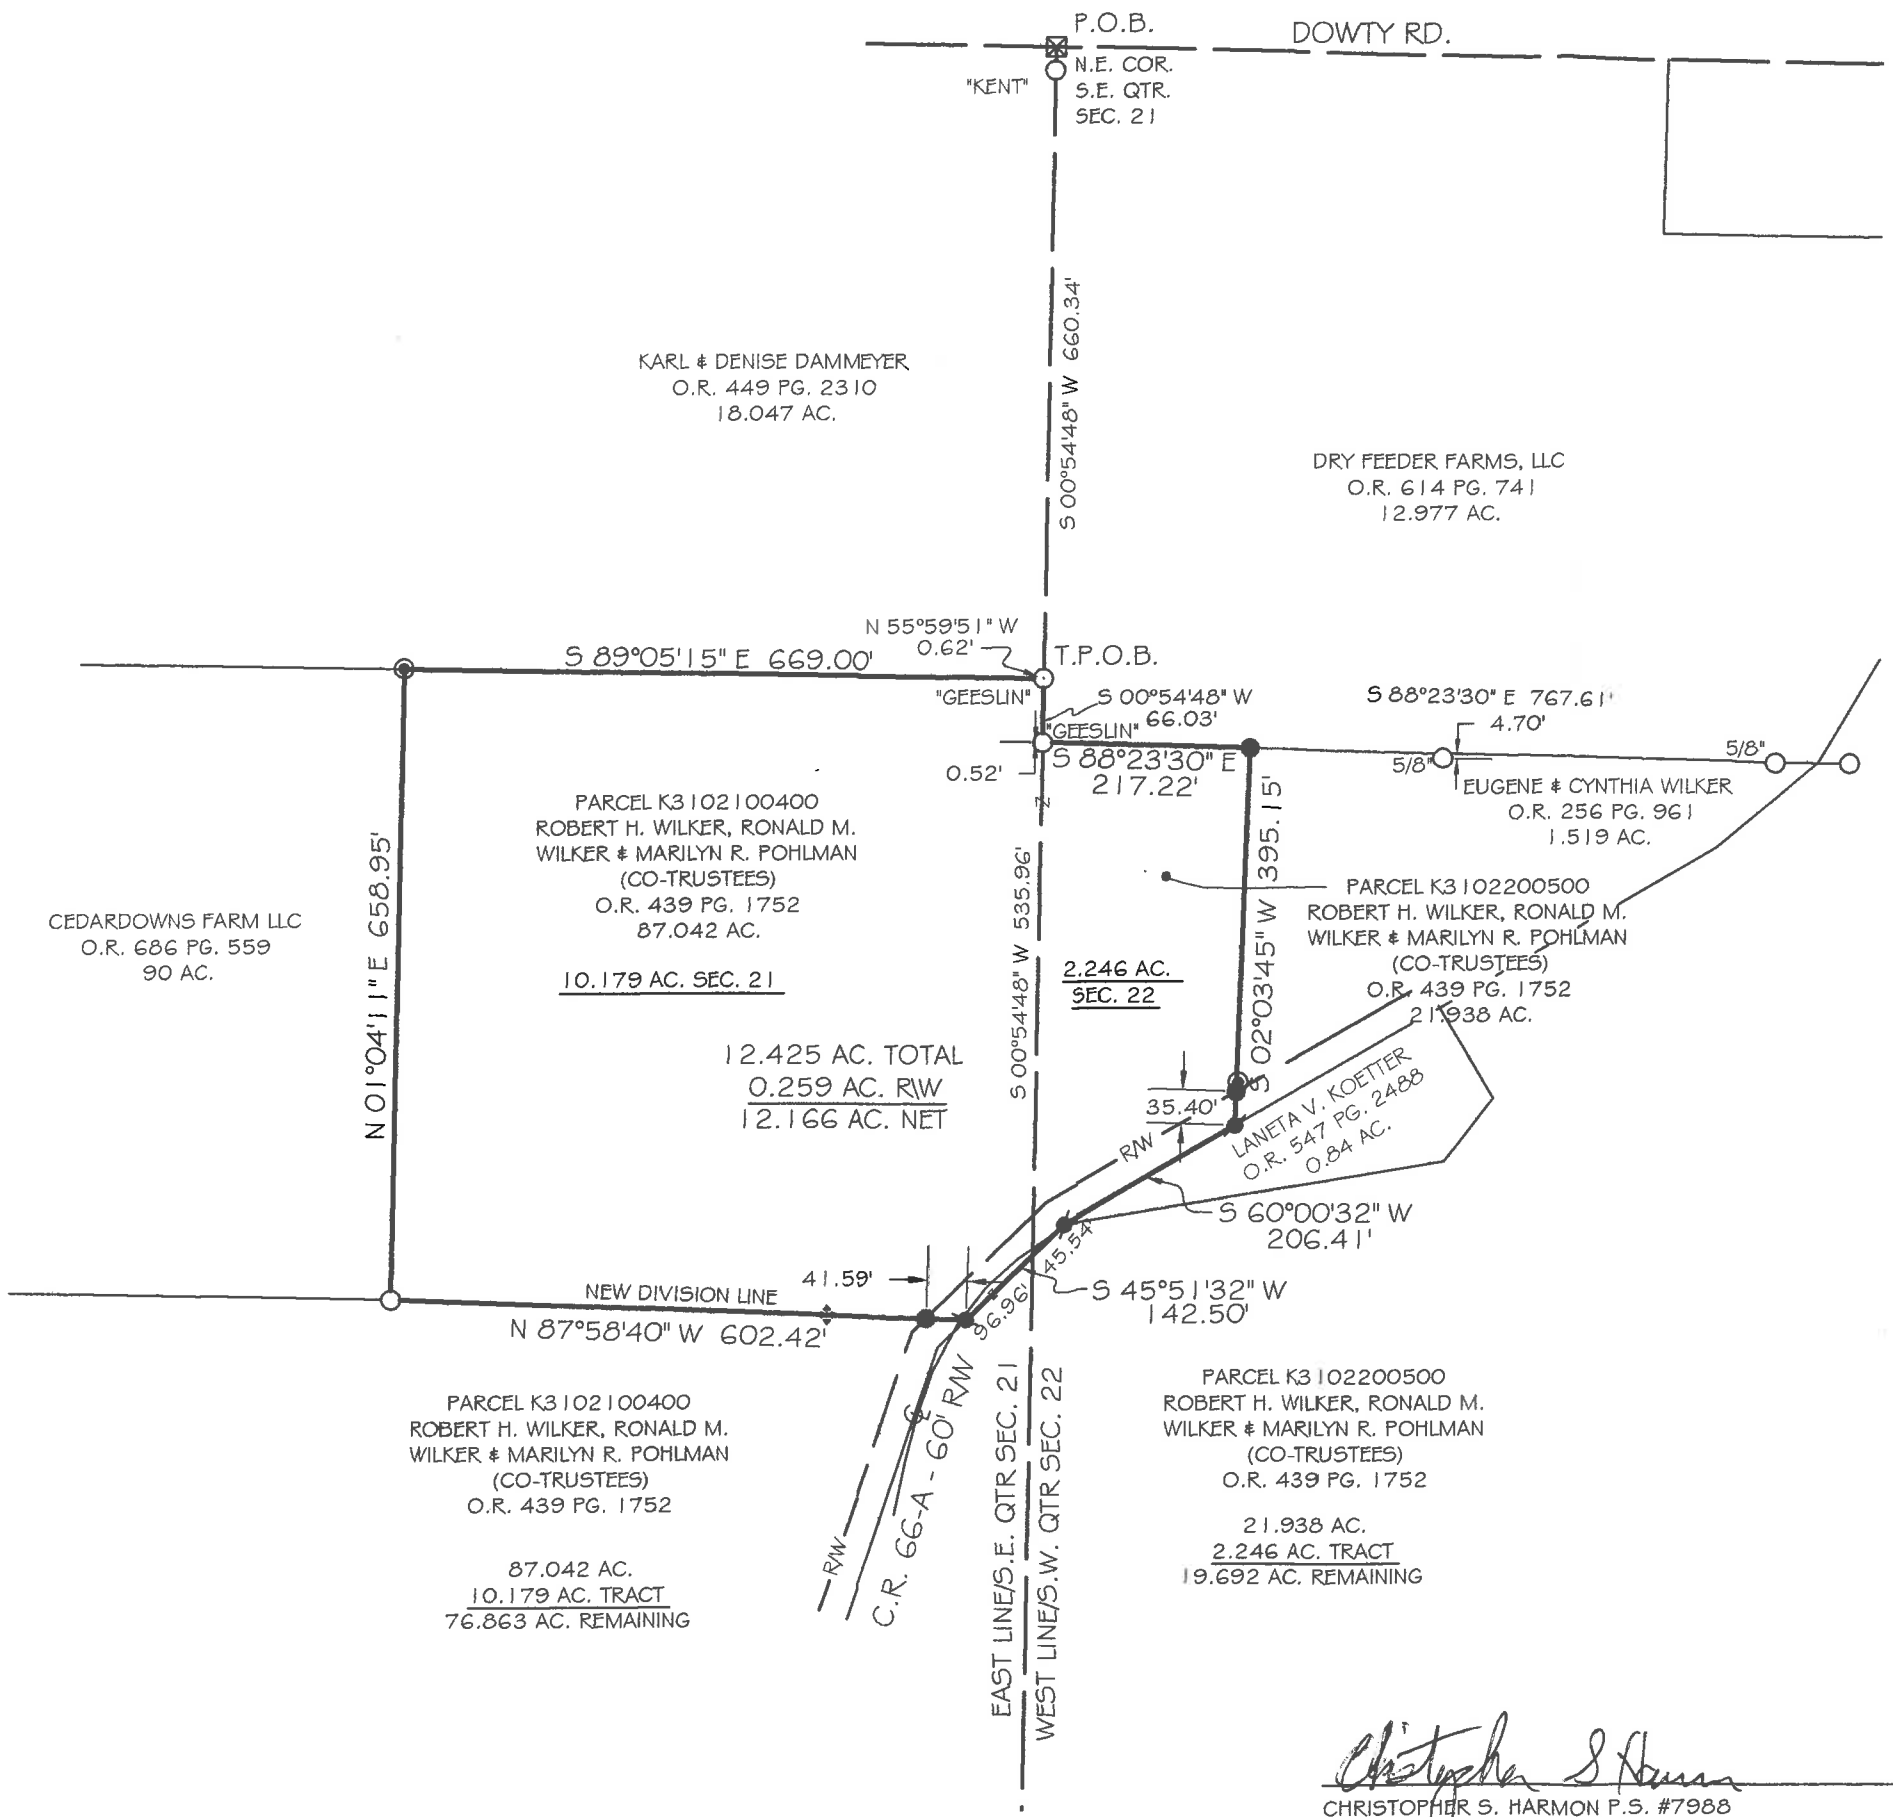 P.O.B.
DOWTY RD.
"KENT"
N.E. COR.
S.E. QTR.
SEC. 21
S 00°54'48" W 660.34'
KARL & DENISE DAMMEYER
O.R. 449 PG. 2310
18.047 AC.
DRY FEEDER FARMS, LLC
O.R. 614 PG. 741
12.977 AC.
N 55°59'51" W
0.62'
S 89°05'15" E 669.00'
T.P.O.B.
"GEESLIN"
S 00°54'48" W
66.03'
"GEESLIN"
S 88°23'30" E
217.22'
0.52'
S 88°23'30" E 767.61'
4.70'
5/8"
5/8"
EUGENE & CYNTHIA WILKER
O.R. 256 PG. 961
1.519 AC.
PARCEL K3102100400
ROBERT H. WILKER, RONALD M.
WILKER & MARILYN R. POHLMAN
(CO-TRUSTEES)
O.R. 439 PG. 1752
87.042 AC.
10.179 AC. SEC. 21
CEDARDOWNS FARM LLC
O.R. 686 PG. 559
90 AC.
N 01°04'11" E 658.95'
S 00°54'48" W 535.96'
S 02°03'45" W 395.15'
PARCEL K3102200500
ROBERT H. WILKER, RONALD M.
WILKER & MARILYN R. POHLMAN
(CO-TRUSTEES)
O.R. 439 PG. 1752
21.938 AC.
2.246 AC.
SEC. 22
12.425 AC. TOTAL
0.259 AC. R/W
12.166 AC. NET
35.40'
R/W
LANETA V. KOETTER
O.R. 547 PG. 2488
0.84 AC.
S 60°00'32" W
206.41'
45.54'
96.96'
S 45°51'32" W
142.50'
41.59'
NEW DIVISION LINE
N 87°58'40" W 602.42'
PARCEL K3102100400
ROBERT H. WILKER, RONALD M.
WILKER & MARILYN R. POHLMAN
(CO-TRUSTEES)
O.R. 439 PG. 1752
87.042 AC.
10.179 AC. TRACT
76.863 AC. REMAINING
R/W
C.R. 66-A - 60' R/W
EAST LINE/S.E. QTR SEC. 21
WEST LINE/S.W. QTR SEC. 22
PARCEL K3102200500
ROBERT H. WILKER, RONALD M.
WILKER & MARILYN R. POHLMAN
(CO-TRUSTEES)
O.R. 439 PG. 1752
21.938 AC.
2.246 AC. TRACT
19.692 AC. REMAINING
Christopher S Harmon
CHRISTOPHER S. HARMON P.S. #7988